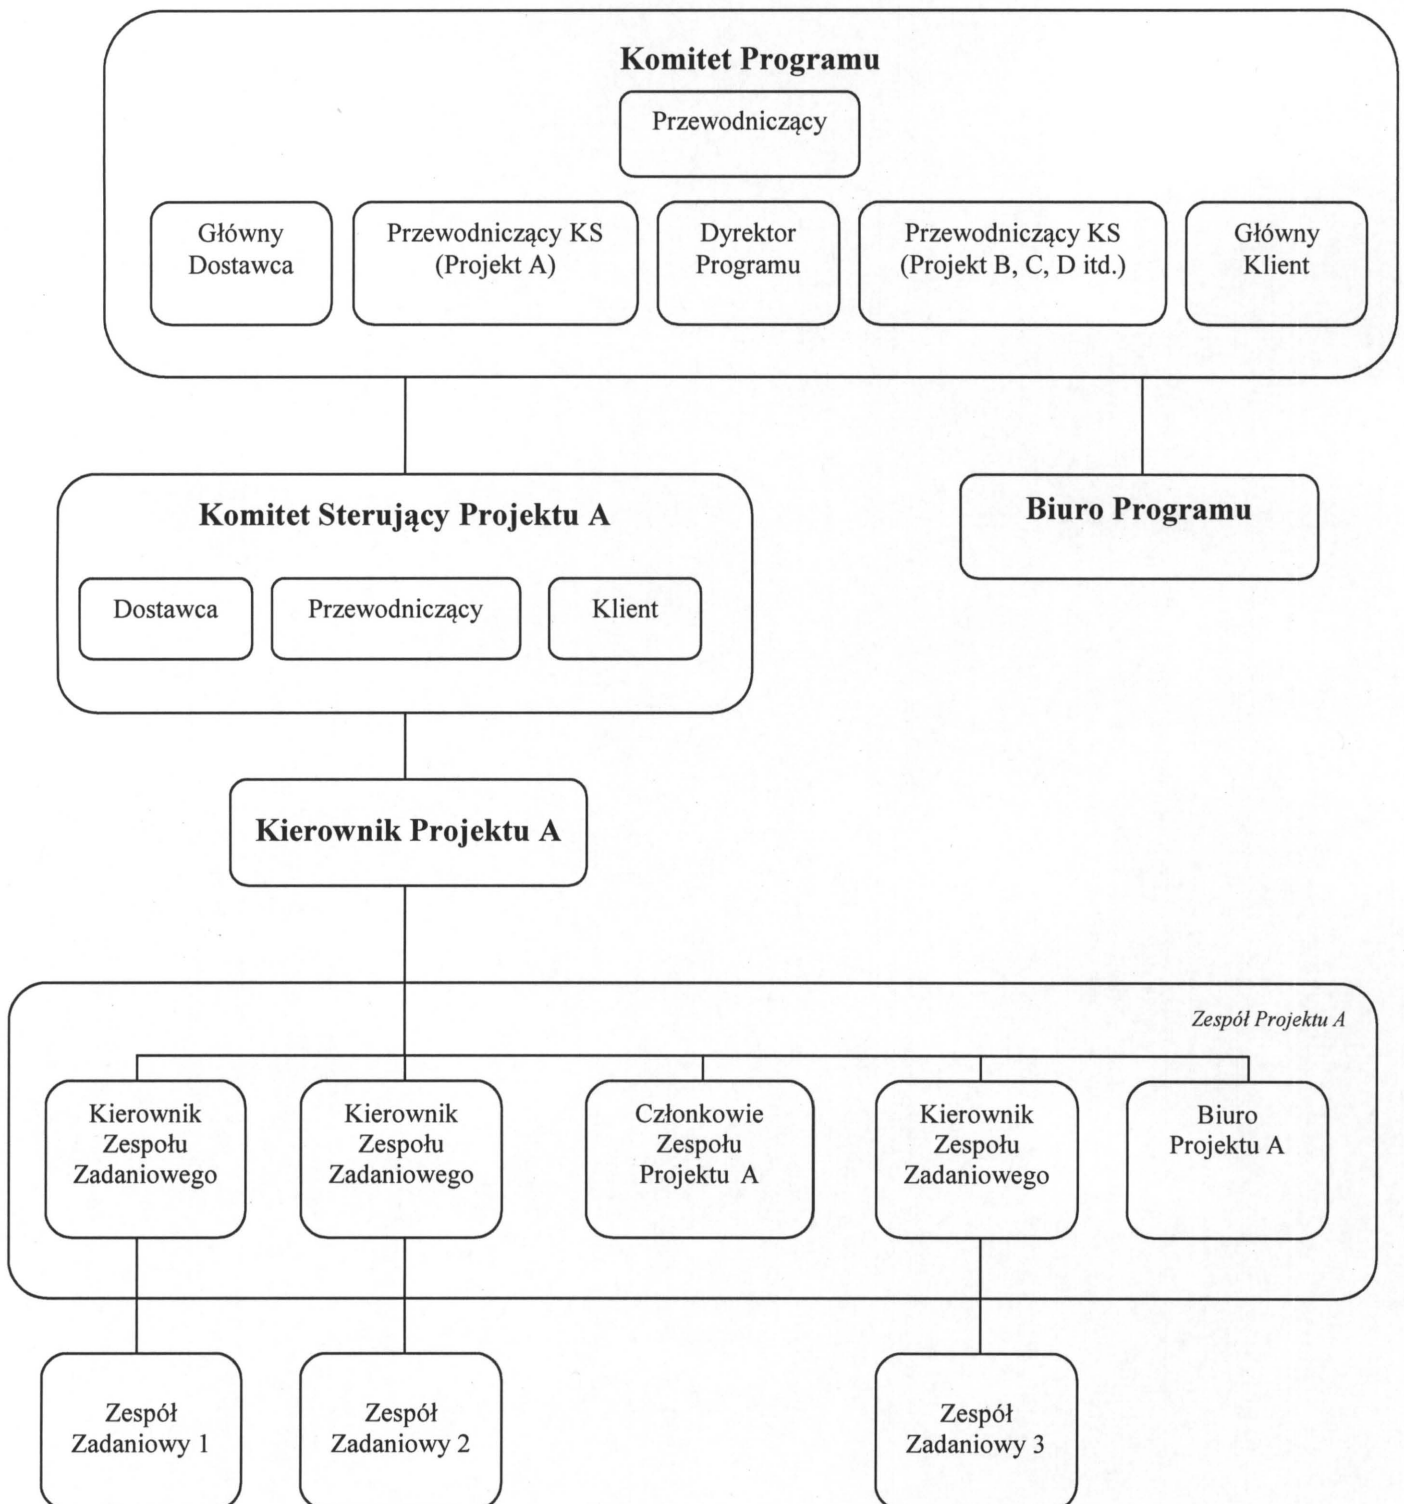 Komitet Programu
Przewodniczący
Główny
Dostawca
Przewodniczący KS
(Projekt A)
Dyrektor
Programu
Przewodniczący KS
(Projekt B, C, D itd.)
Główny
Klient
Komitet Sterujący Projektu A
Dostawca
Przewodniczący
Klient
Biuro Programu
Kierownik Projektu A
Zespół Projektu A
Kierownik
Zespołu
Zadaniowego
Kierownik
Zespołu
Zadaniowego
Członkowie
Zespołu
Projektu A
Kierownik
Zespołu
Zadaniowego
Biuro
Projektu A
Zespół
Zadaniowy 1
Zespół
Zadaniowy 2
Zespół
Zadaniowy 3